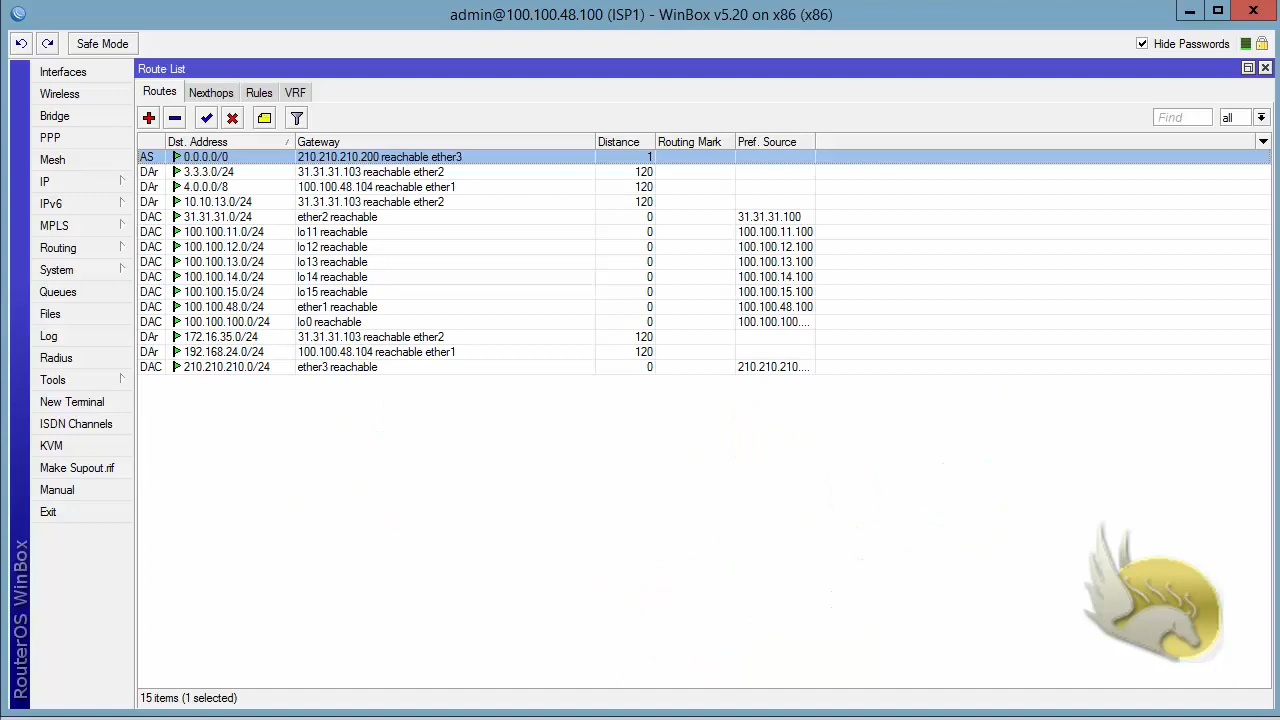 admin@100.100.48.100 (ISP1) - WinBox v5.20 on x86 (x86)
Safe Mode
Hide Passwords
RouterOS WinBox
Interfaces
Wireless
Bridge
PPP
Mesh
IP
IPv6
MPLS
Routing
System
Queues
Files
Log
Radius
Tools
New Terminal
ISDN Channels
KVM
Make Supout.rif
Manual
Exit
Route List
Routes Nexthops Rules VRF
Find all
Dst. Address / Gateway Distance Routing Mark Pref. Source
AS 0.0.0.0/0 210.210.210.200 reachable ether3 1
DAr 3.3.3.0/24 31.31.31.103 reachable ether2 120
DAr 4.0.0.0/8 100.100.48.104 reachable ether1 120
DAr 10.10.13.0/24 31.31.31.103 reachable ether2 120
DAC 31.31.31.0/24 ether2 reachable 0 31.31.31.100
DAC 100.100.11.0/24 lo11 reachable 0 100.100.11.100
DAC 100.100.12.0/24 lo12 reachable 0 100.100.12.100
DAC 100.100.13.0/24 lo13 reachable 0 100.100.13.100
DAC 100.100.14.0/24 lo14 reachable 0 100.100.14.100
DAC 100.100.15.0/24 lo15 reachable 0 100.100.15.100
DAC 100.100.48.0/24 ether1 reachable 0 100.100.48.100
DAC 100.100.100.0/24 lo0 reachable 0 100.100.100....
DAr 172.16.35.0/24 31.31.31.103 reachable ether2 120
DAr 192.168.24.0/24 100.100.48.104 reachable ether1 120
DAC 210.210.210.0/24 ether3 reachable 0 210.210.210....
15 items (1 selected)